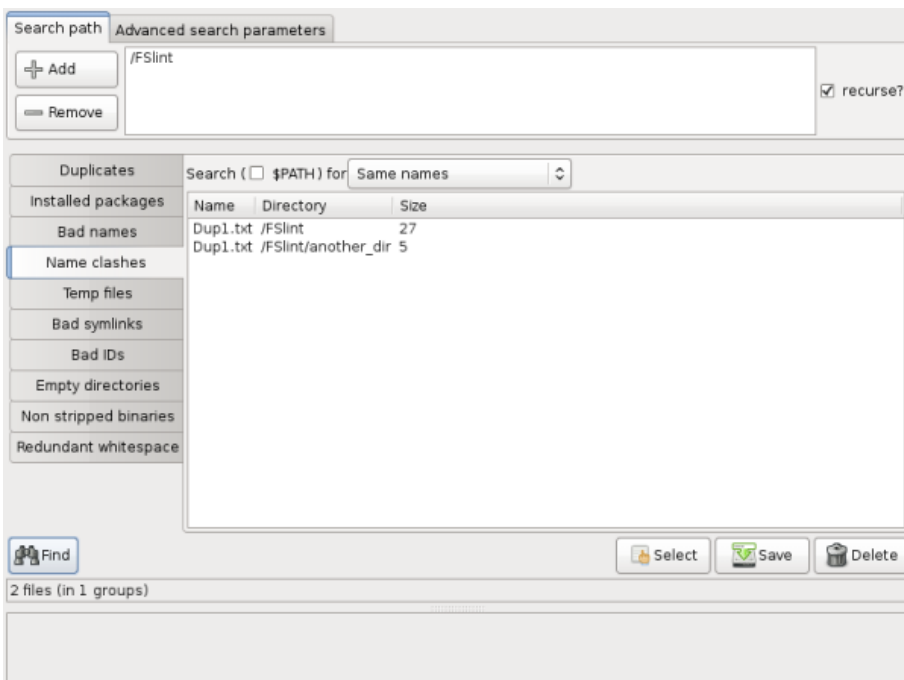 Search path Advanced search parameters
Add
/FSlint
recurse?
Remove
Duplicates
Search ( $PATH) for Same names
Installed packages
Name Directory Size
Bad names
Dup1.txt /FSlint 27
Dup1.txt /FSlint/another_dir 5
Name clashes
Temp files
Bad symlinks
Bad IDs
Empty directories
Non stripped binaries
Redundant whitespace
Find Select Save Delete
2 files (in 1 groups)